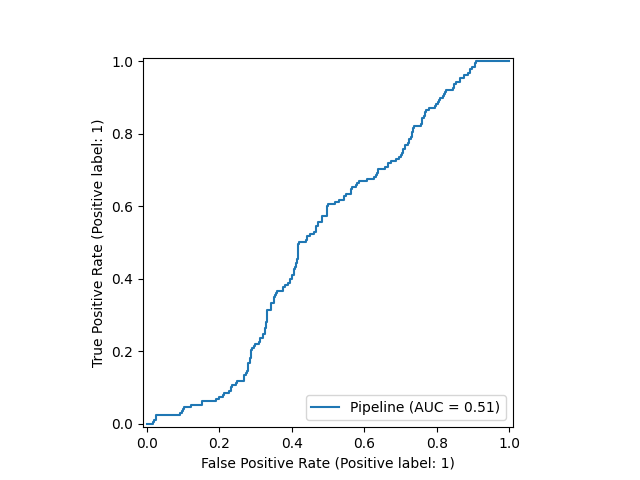 1.0
0.8
0.6
0.4
0.2
0.0
True Positive Rate (Positive label: 1)
Pipeline (AUC = 0.51)
0.0 0.2 0.4 0.6 0.8 1.0
False Positive Rate (Positive label: 1)